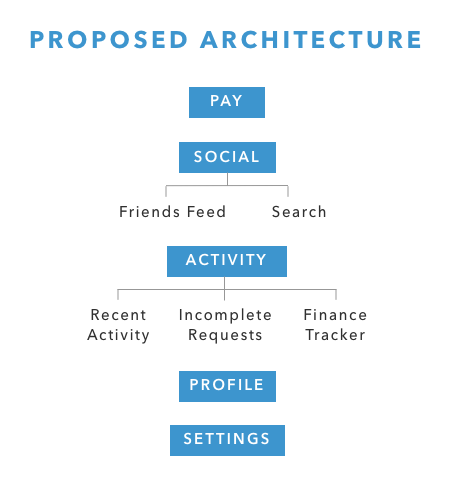 PROPOSED ARCHITECTURE
PAY
SOCIAL
Friends Feed Search
ACTIVITY
Recent Incomplete Finance
Activity Requests Tracker
PROFILE
SETTINGS